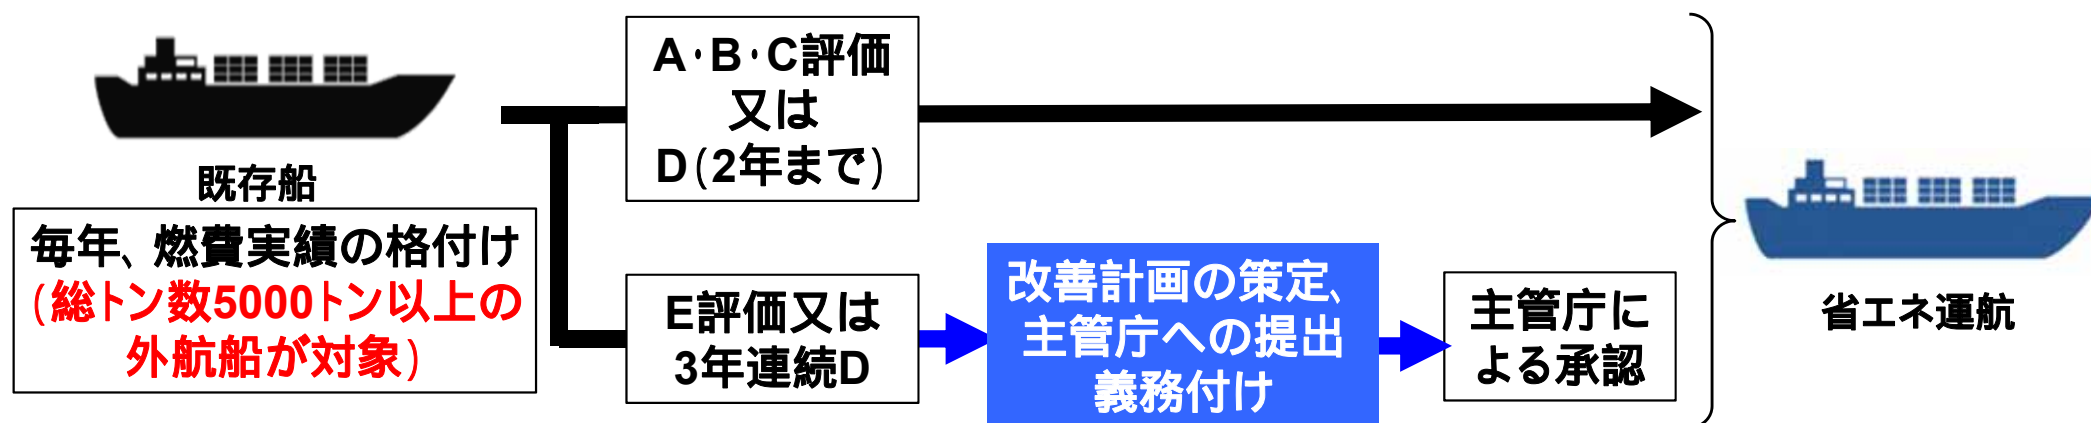 既存船
毎年、燃費実績の格付け
(総トン数5000トン以上の
外航船が対象)
A・B・C評価
又は
D(2年まで)
E評価又は
3年連続D
改善計画の策定、
主管庁への提出
義務付け
主管庁に
よる承認
省エネ運航